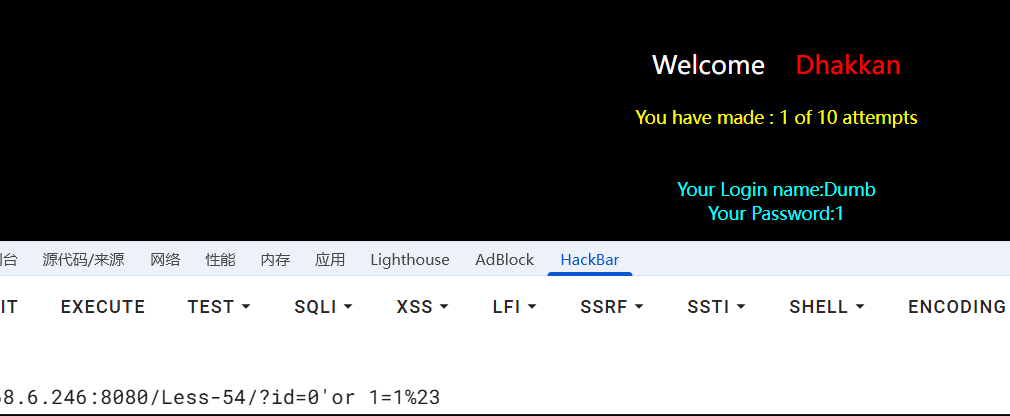 Welcome Dhakkan
You have made : 1 of 10 attempts
Your Login name:Dumb
Your Password:1
台 源代码/来源 网络 性能 内存 应用 Lighthouse AdBlock HackBar
IT EXECUTE TEST SQLI XSS LFI SSRF SSTI SHELL ENCODING
8.6.246:8080/Less-54/?id=0'or 1=1%23